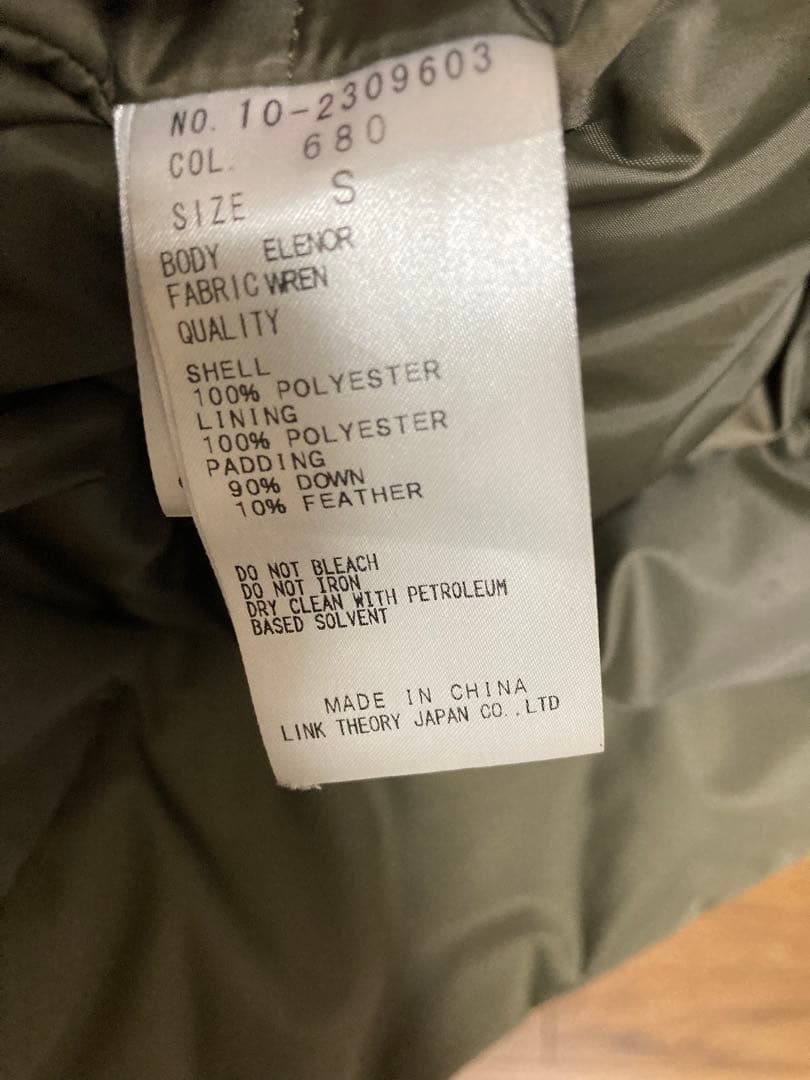 NO. 10-2309603
COL. 680
SIZE S
BODY ELENOR
FABRIC WREN
QUALITY
SHELL
100% POLYESTER
LINING
100% POLYESTER
PADDING
90% DOWN
10% FEATHER
DO NOT BLEACH
DO NOT IRON
DRY CLEAN WITH PETROLEUM
BASED SOLVENT
MADE IN CHINA
LINK THEORY JAPAN CO.,LTD